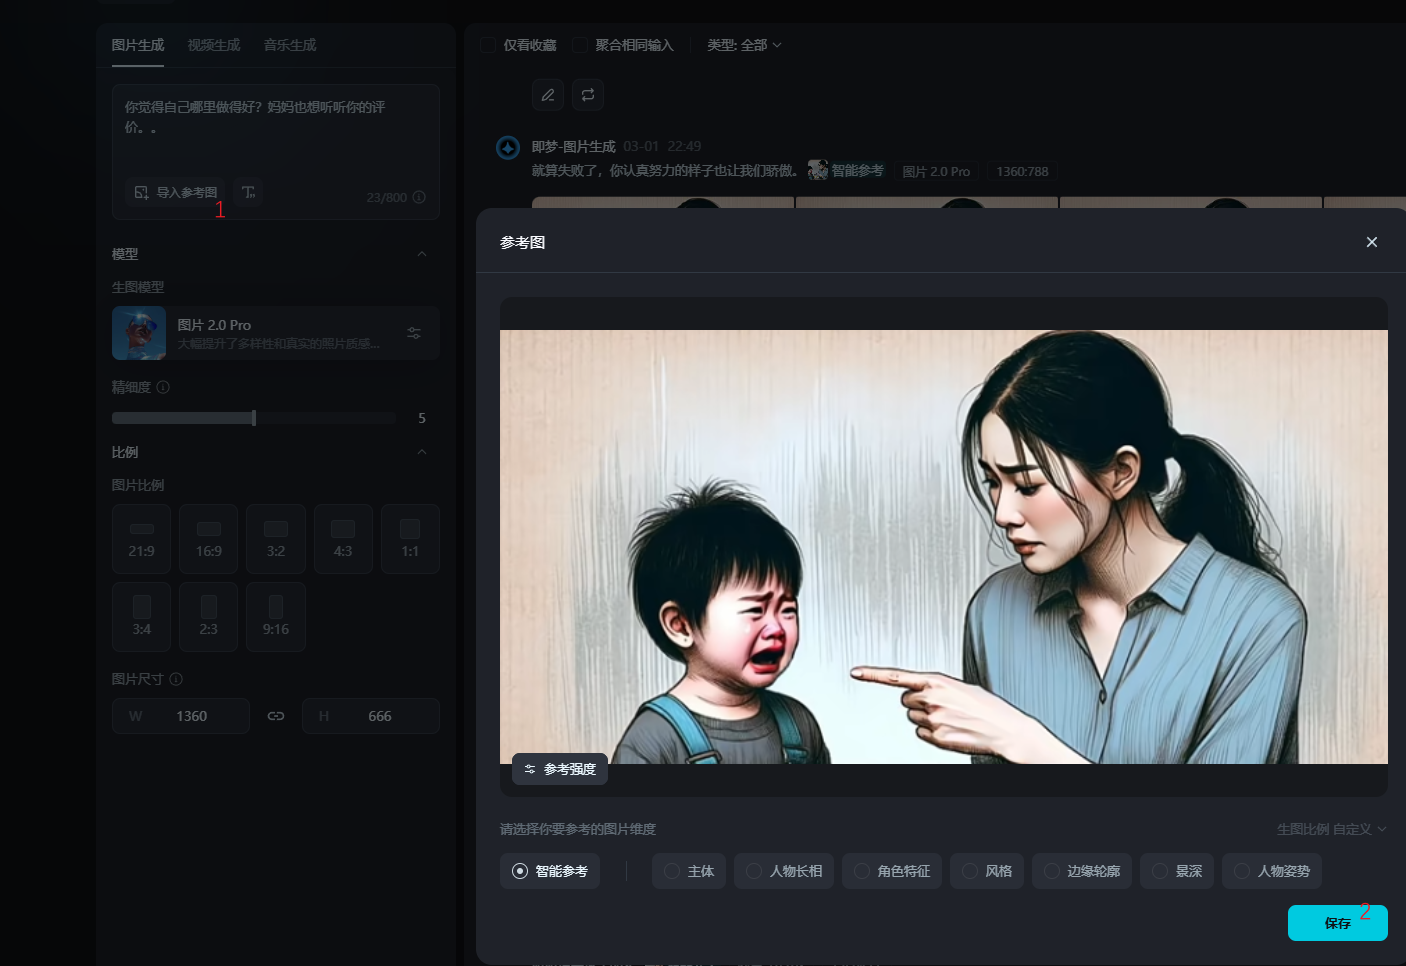 图片生成 视频生成 音乐生成
你觉得自己哪里做得好？妈妈也想听听你的评
价。。
导入参考图
23/800
1
模型
生图模型
图片 2.0 Pro
大幅提升了多样性和真实的照片质感...
精细度
5
比例
图片比例
21:9 16:9 3:2 4:3 1:1
3:4 2:3 9:16
图片尺寸
W 1360 H 666
仅看收藏 聚合相同输入 类型: 全部
即梦-图片生成 03-01 22:49
就算失败了，你认真努力的样子也让我们骄傲。 智能参考 图片 2.0 Pro 1360:788
参考图
参考强度
请选择你要参考的图片维度 生图比例 自定义
智能参考 主体 人物长相 角色特征 风格 边缘轮廓 景深 人物姿势
保存
2